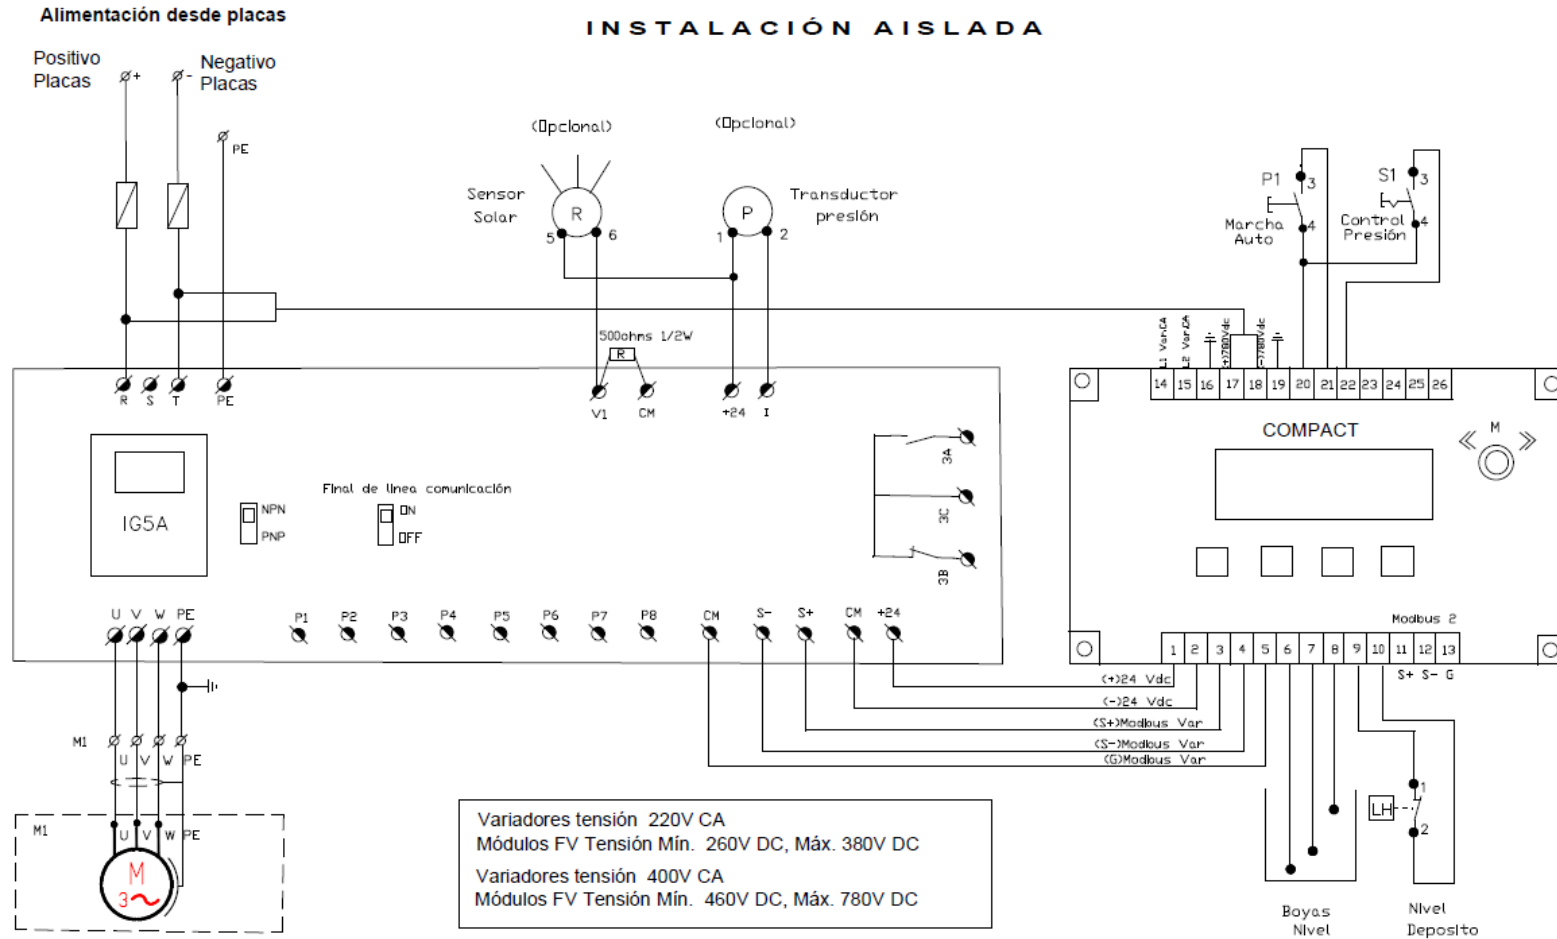 Alimentación desde placas
INSTALACIÓN AISLADA
Positivo
Placas
+
-
Negativo
Placas
PE
(Opcional)
(Opcional)
Sensor
Solar
R
5
6
P
1
2
Transductor
presión
P1
3
4
Marcha
Auto
S1
3
4
Control
Presión
500ohms 1/2W
R
L1 Var.CA
L2 Var.CA
(+)780Vdc
(-)780Vdc
R S T PE
V1 CM +24 I
14 15 16 17 18 19 20 21 22 23 24 25 26
COMPACT
M
IG5A
NPN
PNP
Final de linea comunicación
ON
OFF
3A
3C
3B
U V W PE
P1 P2 P3 P4 P5 P6 P7 P8 CM S- S+ CM +24
Modbus 2
1 2 3 4 5 6 7 8 9 10 11 12 13
S+ S- G
(+)24 Vdc
(-)24 Vdc
(S+)Modbus Var
(S-)Modbus Var
(G)Modbus Var
M1
U V W PE
M1
U V W PE
M
3
Variadores tensión 220V CA
Módulos FV Tensión Mín. 260V DC, Máx. 380V DC
Variadores tensión 400V CA
Módulos FV Tensión Mín. 460V DC, Máx. 780V DC
LH
1
2
Boyas
Nivel
Nivel
Deposito